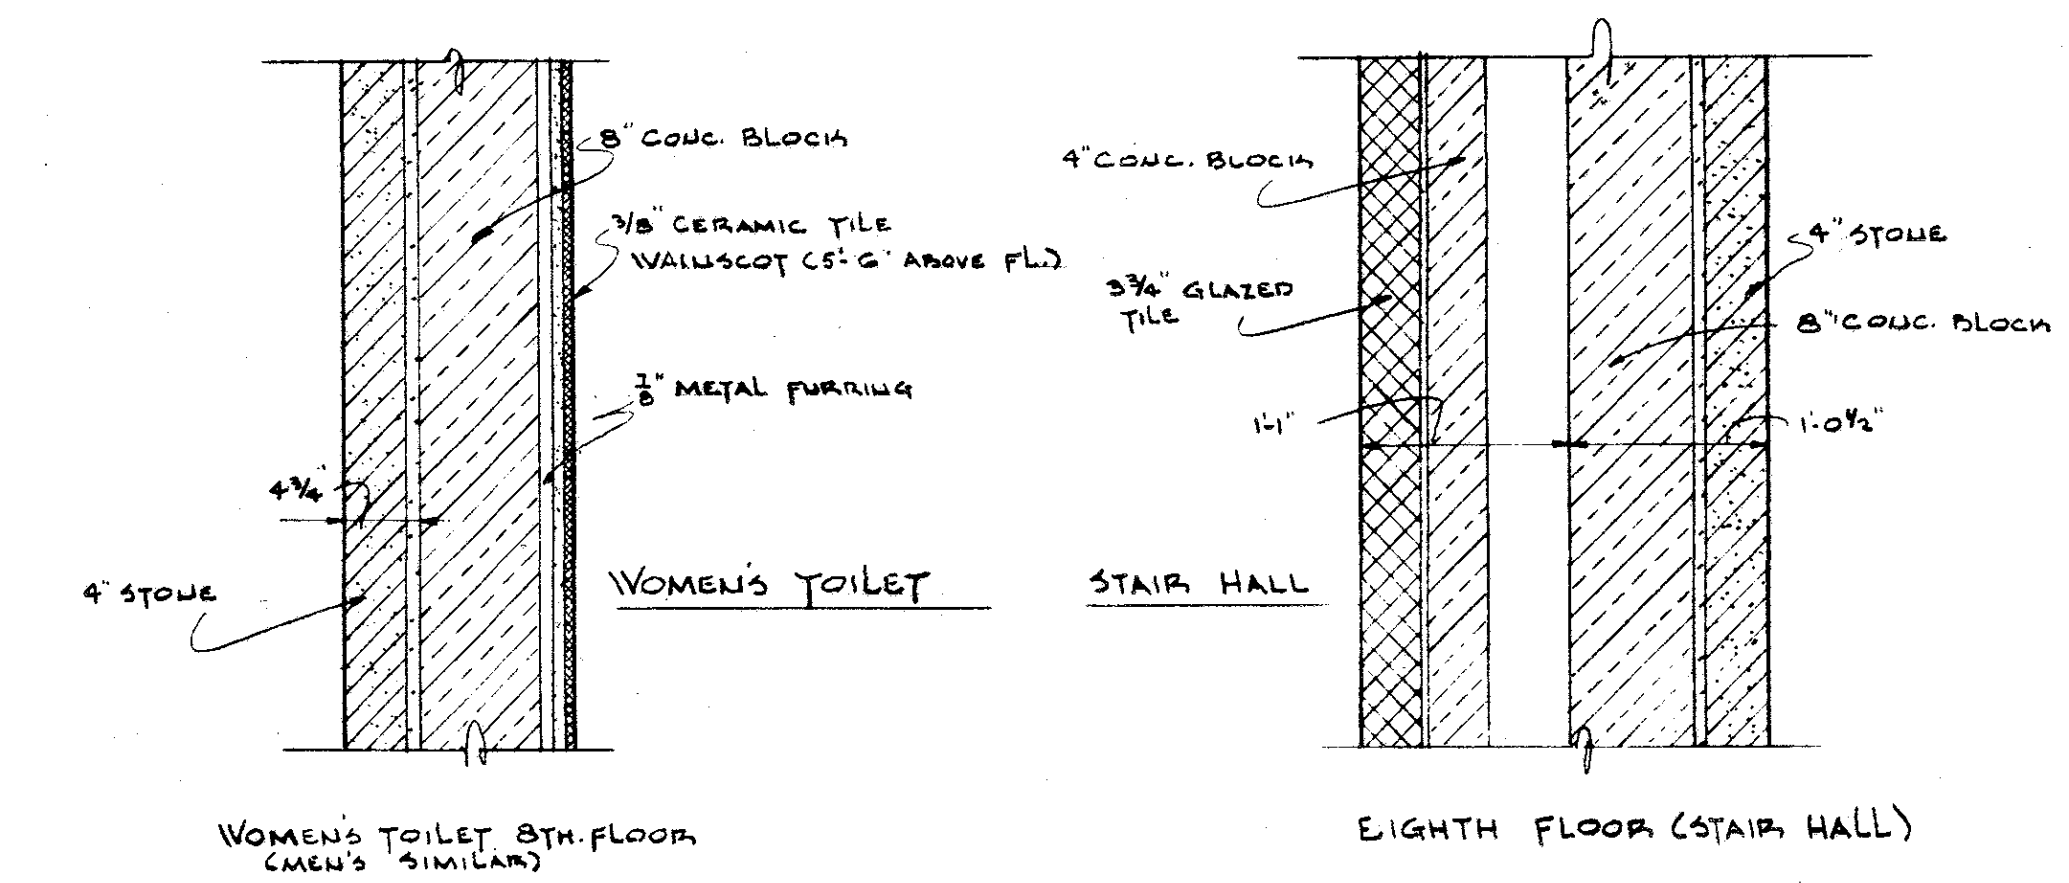 8" CONC. BLOCK
3/8" CERAMIC TILE
WAINSCOT (5'-6" ABOVE FL.)
7/8" METAL FURRING
4 3/4"
4" STONE
WOMEN'S TOILET
WOMEN'S TOILET 8TH. FLOOR
(MEN'S SIMILAR)
4" CONC. BLOCK
3 3/4" GLAZED
TILE
1'-1"
STAIR HALL
4" STONE
8" CONC. BLOCK
1'-0 1/2"
EIGHTH FLOOR (STAIR HALL)